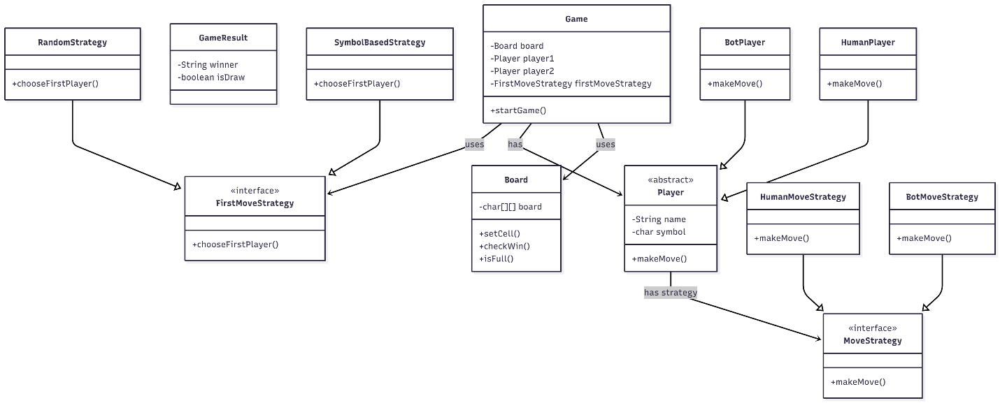 RandomStrategy
+chooseFirstPlayer()
GameResult
-String winner
-boolean isDraw
SymbolBasedStrategy
+chooseFirstPlayer()
Game
-Board board
-Player player1
-Player player2
-FirstMoveStrategy firstMoveStrategy
+startGame()
BotPlayer
+makeMove()
HumanPlayer
+makeMove()
uses
has
uses
«interface»
FirstMoveStrategy
+chooseFirstPlayer()
Board
-char[][] board
+setCell()
+checkWin()
+isFull()
«abstract»
Player
-String name
-char symbol
+makeMove()
HumanMoveStrategy
+makeMove()
BotMoveStrategy
+makeMove()
has strategy
«interface»
MoveStrategy
+makeMove()